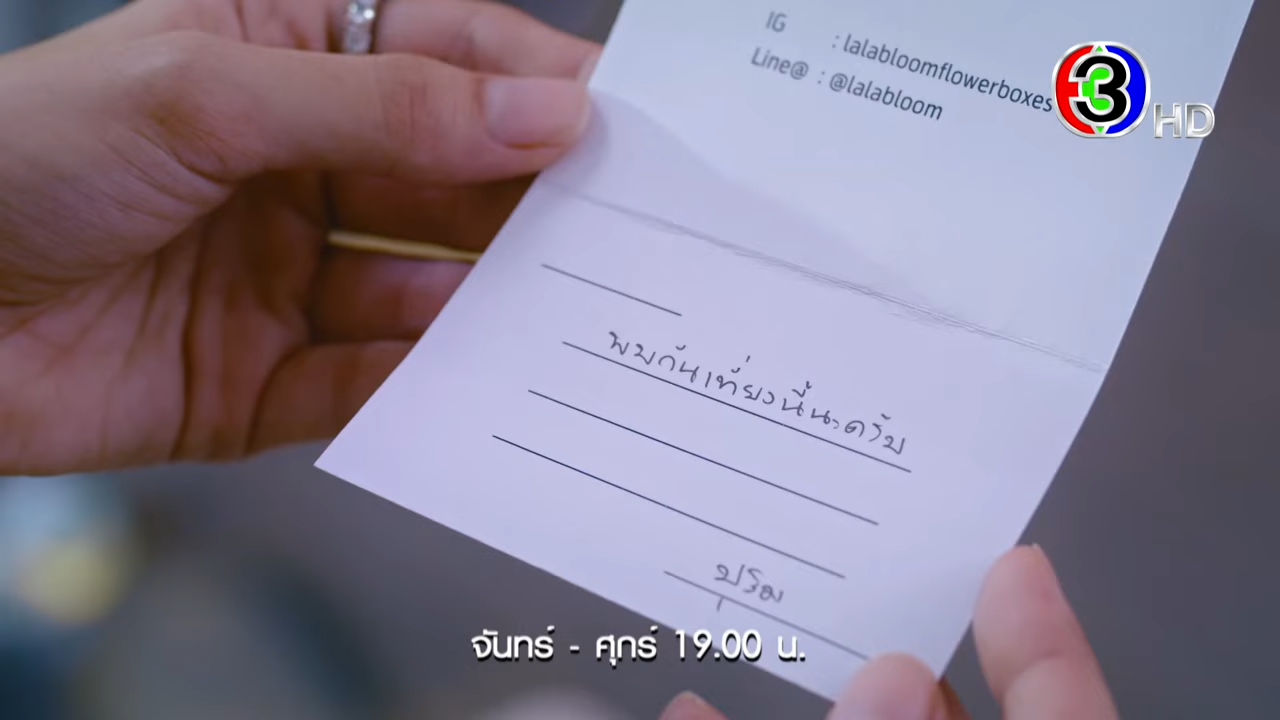 IG : lalabloomflowerboxes
Line@ : @lalabloom
3 HD
พบกันเที่ยงนี้นะครับ
ปุริม
จันทร์ - ศุกร์ 19.00 น.